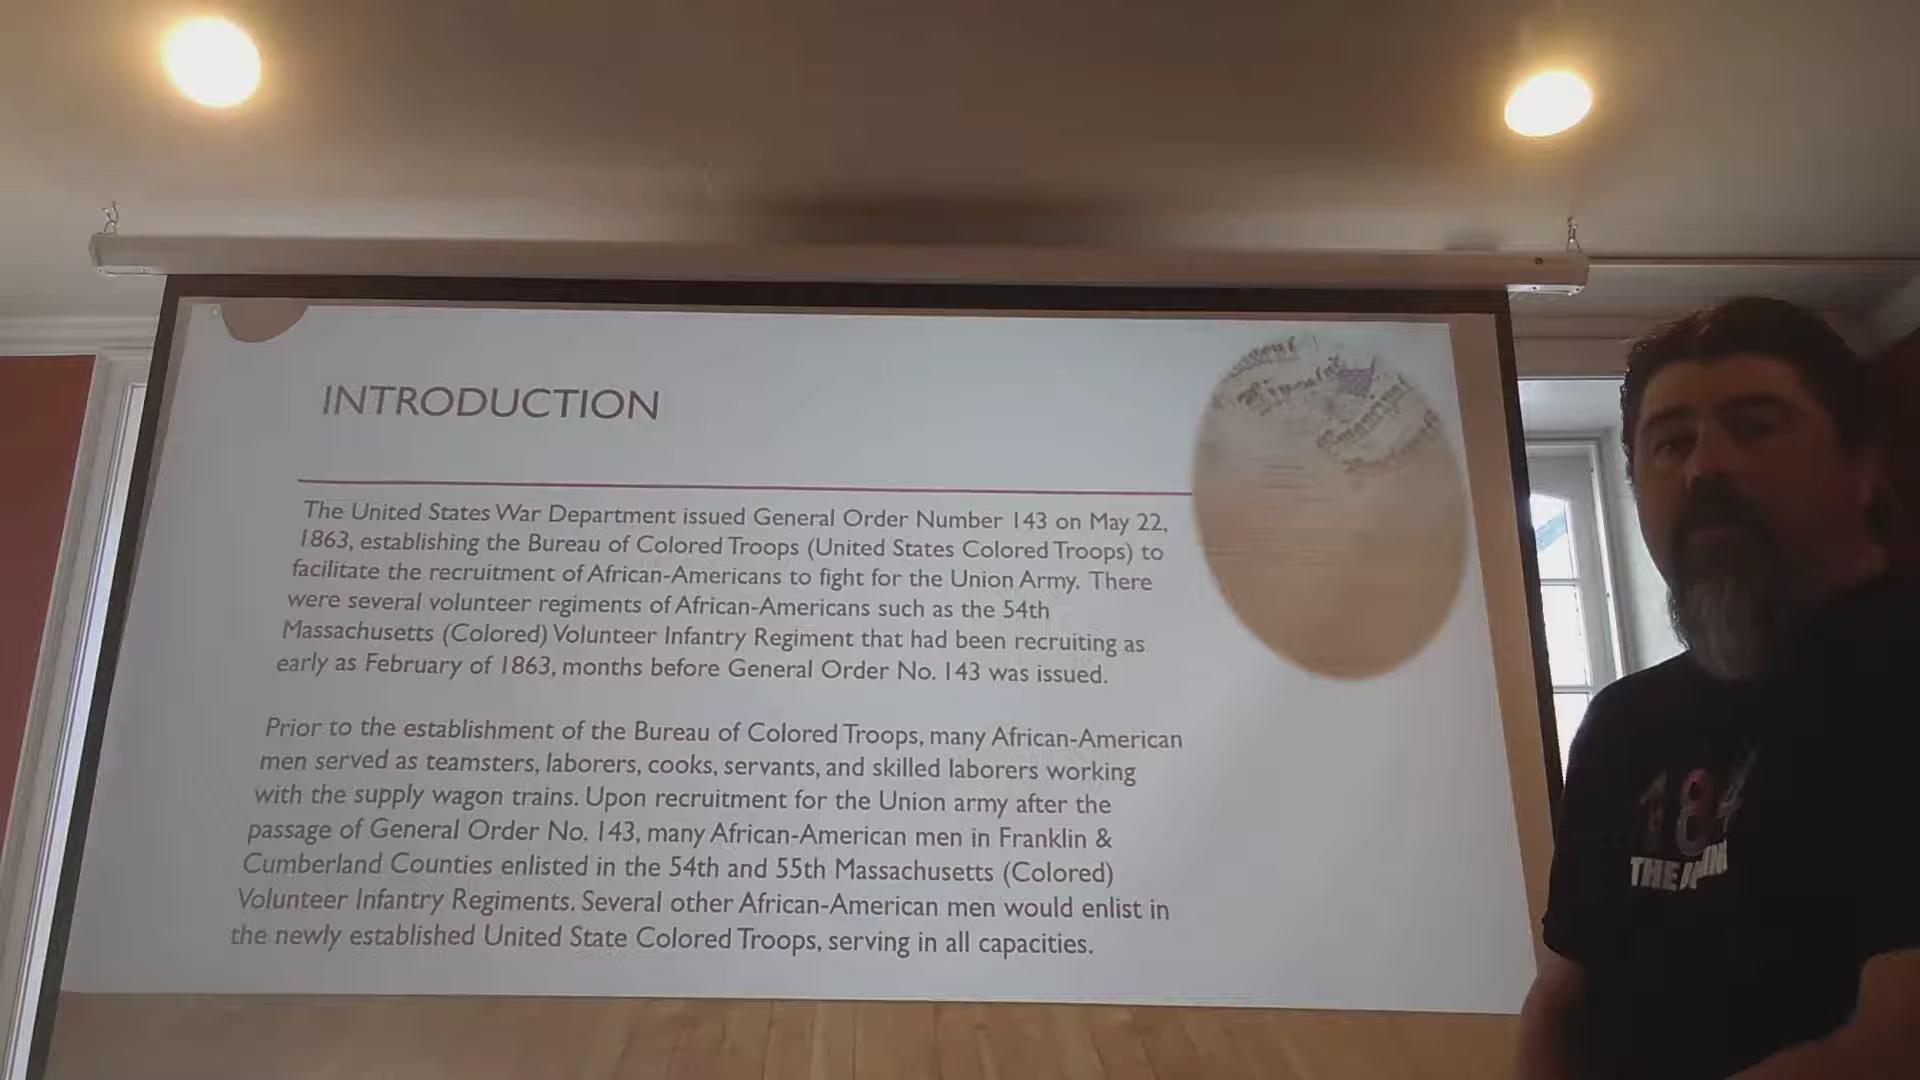 INTRODUCTION
The United States War Department issued General Order Number 143 on May 22,
1863, establishing the Bureau of Colored Troops (United States Colored Troops) to
facilitate the recruitment of African-Americans to fight for the Union Army. There
were several volunteer regiments of African-Americans such as the 54th
Massachusetts (Colored) Volunteer Infantry Regiment that had been recruiting as
early as February of 1863, months before General Order No. 143 was issued.
Prior to the establishment of the Bureau of Colored Troops, many African-American
men served as teamsters, laborers, cooks, servants, and skilled laborers working
with the supply wagon trains. Upon recruitment for the Union army after the
passage of General Order No. 143, many African-American men in Franklin &
Cumberland Counties enlisted in the 54th and 55th Massachusetts (Colored)
Volunteer Infantry Regiments. Several other African-American men would enlist in
the newly established United State Colored Troops, serving in all capacities.
THE